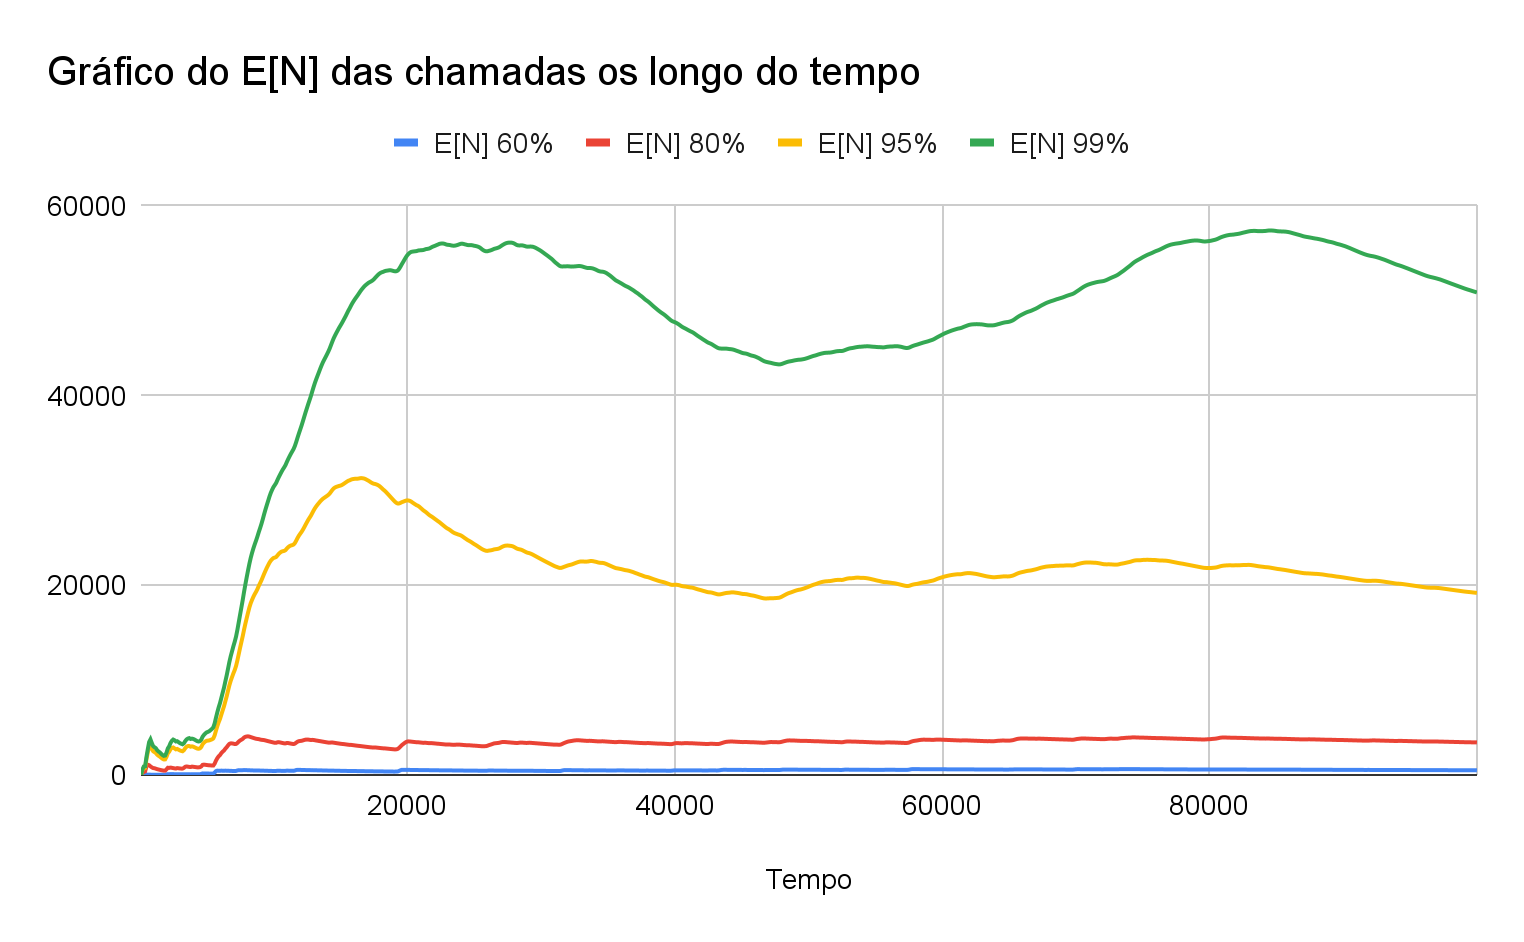 Gráfico do E[N] das chamadas os longo do tempo
E[N] 60% E[N] 80% E[N] 95% E[N] 99%
60000
40000
20000
0
20000 40000 60000 80000
Tempo